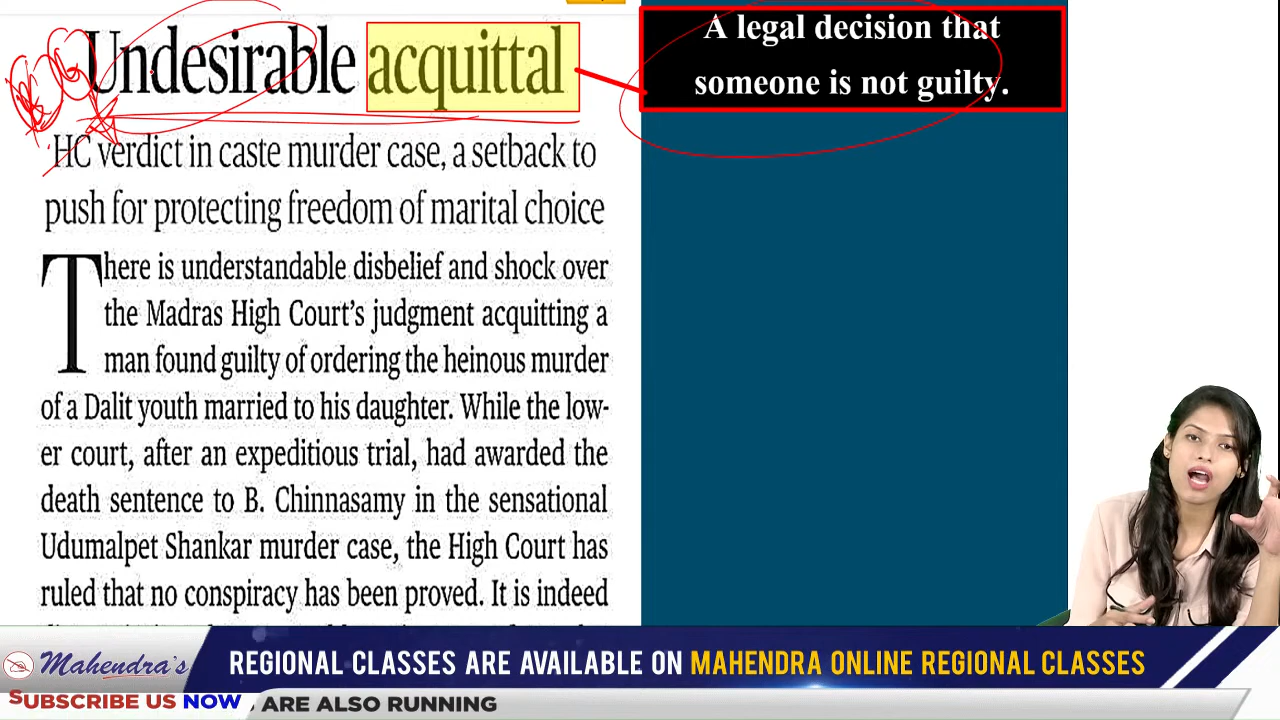 Undesirable acquittal
A legal decision that
someone is not guilty.
HC verdict in caste murder case, a setback to
push for protecting freedom of marital choice
There is understandable disbelief and shock over
the Madras High Court's judgment acquitting a
man found guilty of ordering the heinous murder
of a Dalit youth married to his daughter. While the low-
er court, after an expeditious trial, had awarded the
death sentence to B. Chinnasamy in the sensational
Udumalpet Shankar murder case, the High Court has
ruled that no conspiracy has been proved. It is indeed
Mahendra's
REGIONAL CLASSES ARE AVAILABLE ON MAHENDRA ONLINE REGIONAL CLASSES
SUBSCRIBE US NOW
ARE ALSO RUNNING